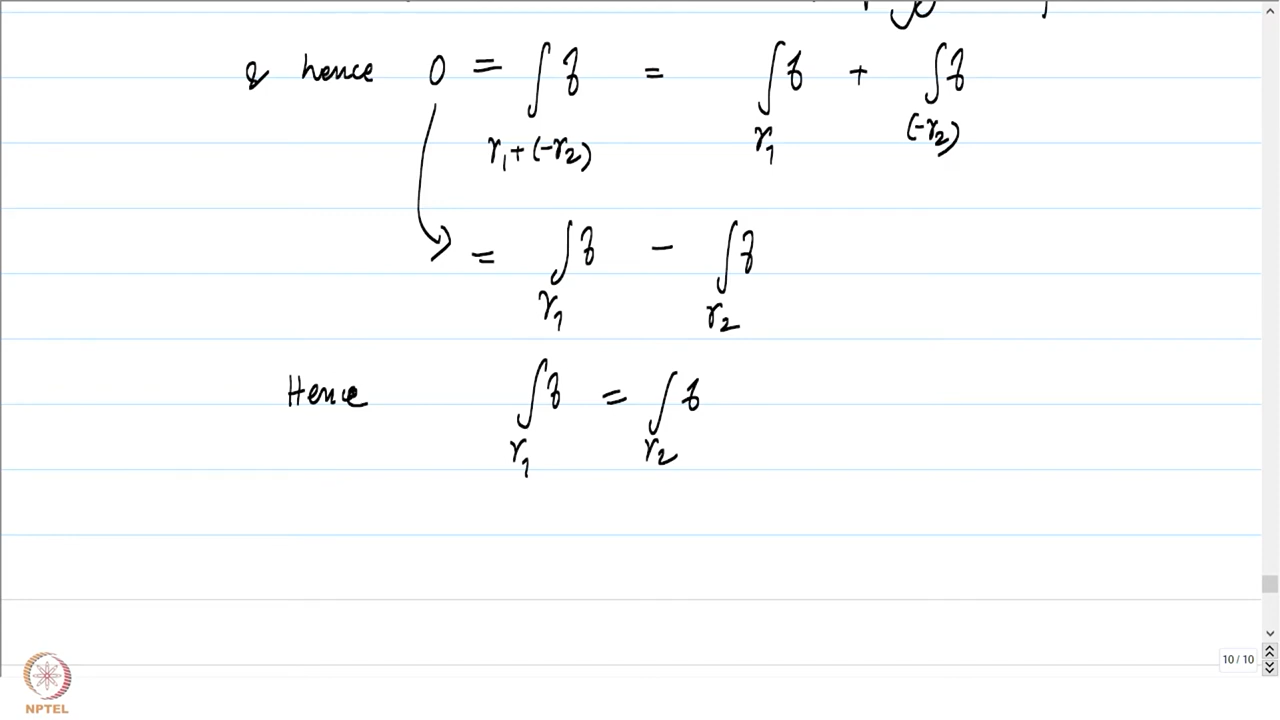 & hence 0 = ∫_{γ₁+(-γ₂)} f = ∫_{γ₁} f + ∫_{(-γ₂)} f
= ∫_{γ₁} f - ∫_{γ₂} f
Hence ∫_{γ₁} f = ∫_{γ₂} f
10 / 10
NPTEL